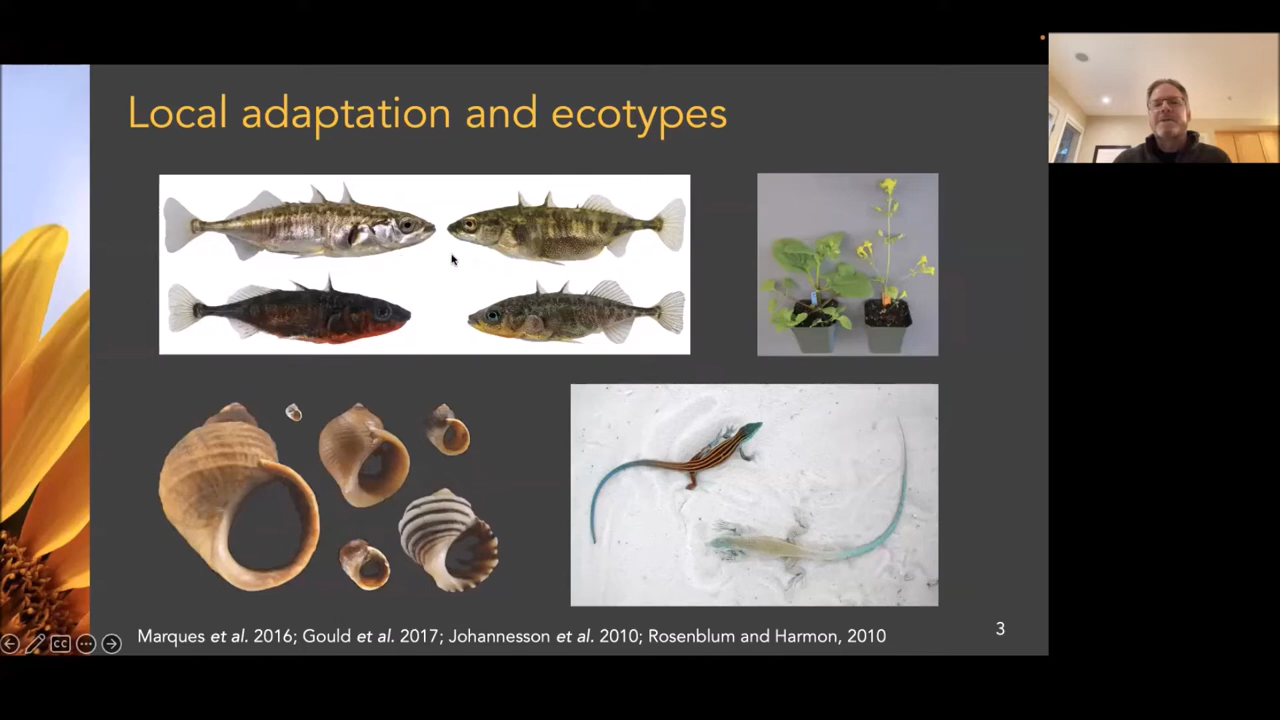 Local adaptation and ecotypes
CC
Marques et al. 2016; Gould et al. 2017; Johannesson et al. 2010; Rosenblum and Harmon, 2010
3